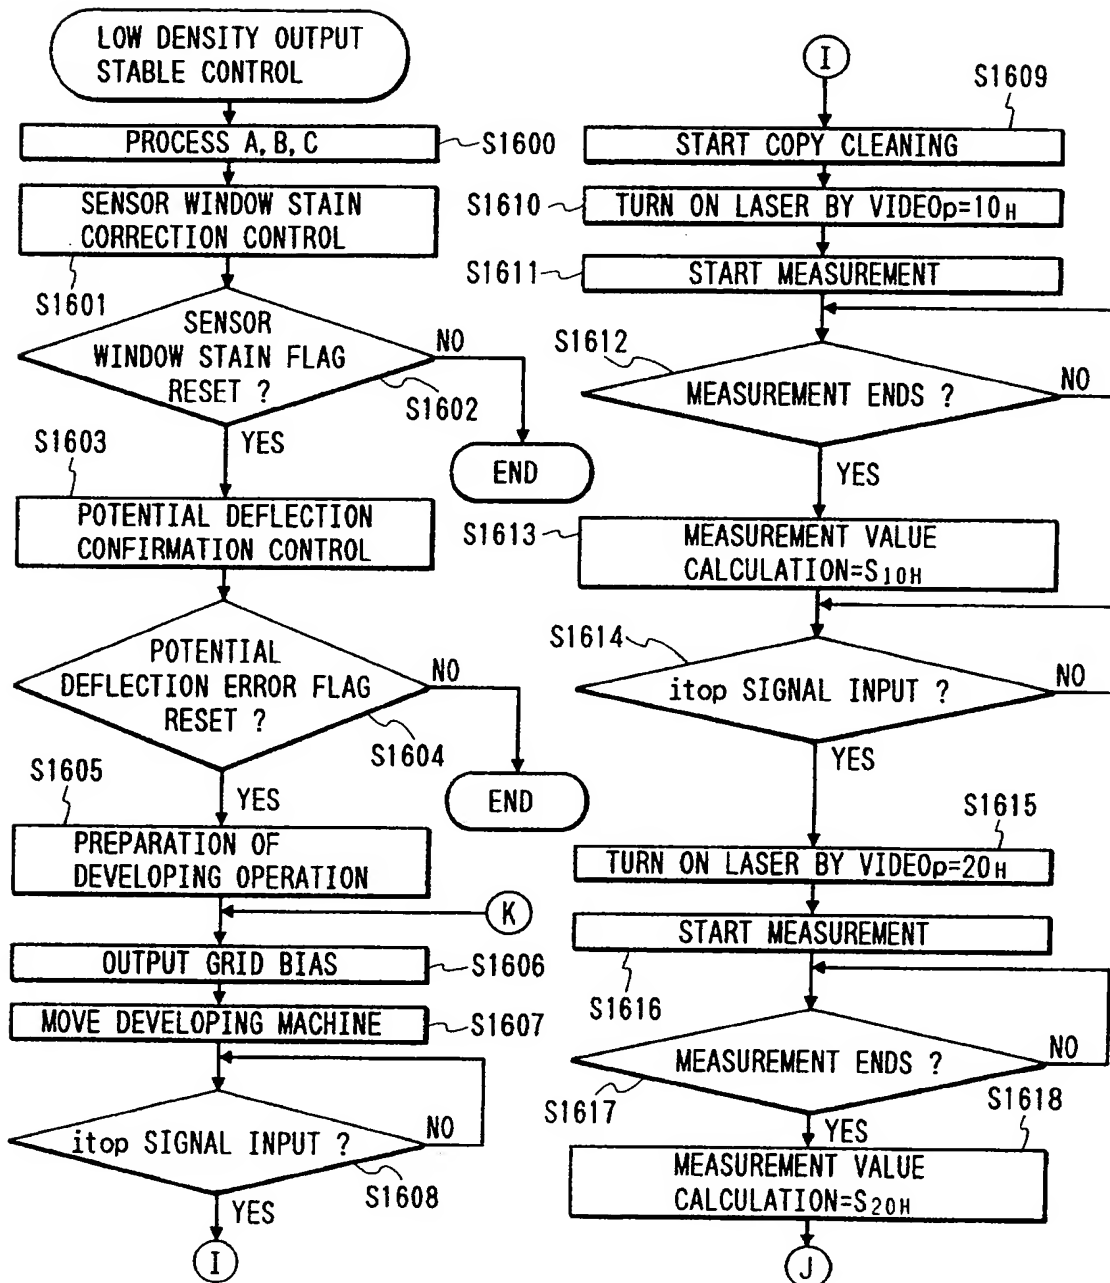 LOW DENSITY OUTPUT
STABLE CONTROL
PROCESS A, B, C
S1600
SENSOR WINDOW STAIN
CORRECTION CONTROL
S1601
SENSOR
WINDOW STAIN FLAG
RESET ?
NO
S1602
END
YES
S1603
POTENTIAL DEFLECTION
CONFIRMATION CONTROL
POTENTIAL
DEFLECTION ERROR FLAG
RESET ?
NO
S1604
END
YES
S1605
PREPARATION OF
DEVELOPING OPERATION
K
OUTPUT GRID BIAS
S1606
MOVE DEVELOPING MACHINE
S1607
itop SIGNAL INPUT ?
NO
S1608
YES
I
I
S1609
START COPY CLEANING
S1610
TURN ON LASER BY VIDEOp=10H
S1611
START MEASUREMENT
S1612
MEASUREMENT ENDS ?
NO
YES
S1613
MEASUREMENT VALUE
CALCULATION=S10H
S1614
itop SIGNAL INPUT ?
NO
YES
S1615
TURN ON LASER BY VIDEOp=20H
START MEASUREMENT
S1616
MEASUREMENT ENDS ?
NO
S1617
YES
S1618
MEASUREMENT VALUE
CALCULATION=S20H
J